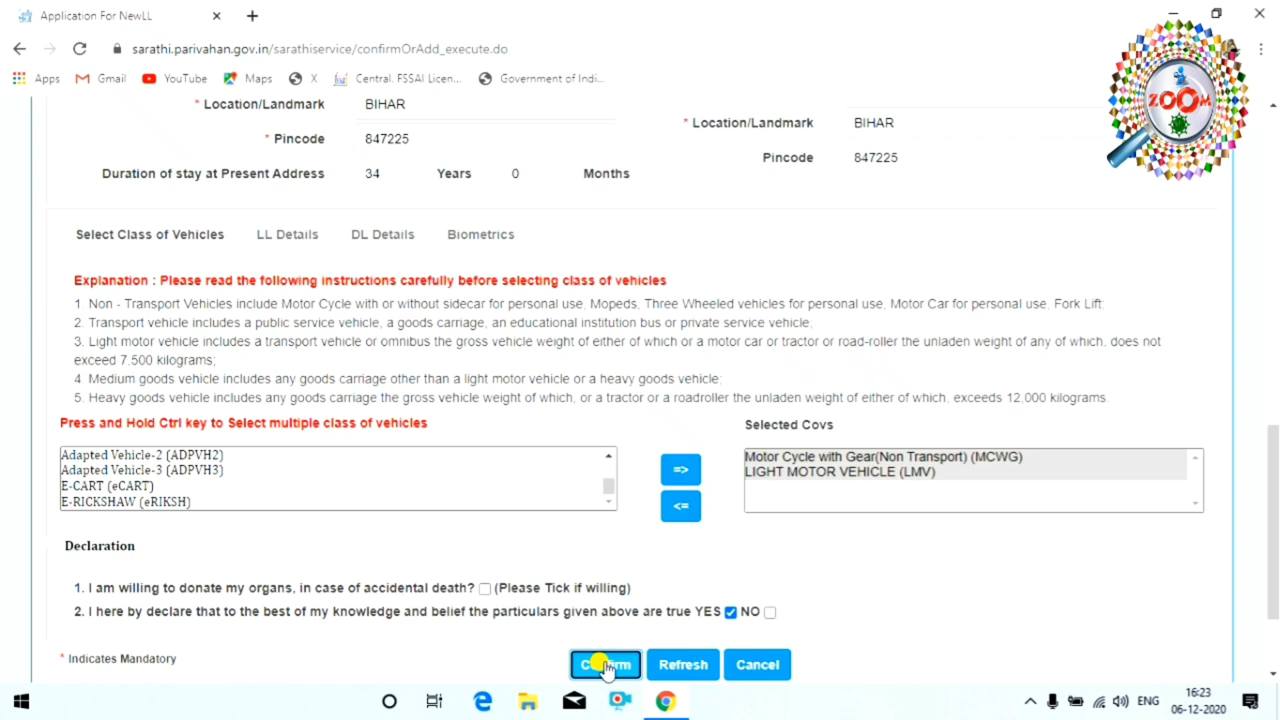 Application For NewLL
sarathi.parivahan.gov.in/sarathiservice/confirmOrAdd_execute.do
Apps Gmail YouTube Maps X Central. FSSAI Licen... Government of Indi...
ZOOM
* Location/Landmark BIHAR
* Location/Landmark BIHAR
* Pincode 847225
Pincode 847225
Duration of stay at Present Address 34 Years 0 Months
Select Class of Vehicles LL Details DL Details Biometrics
Explanation : Please read the following instructions carefully before selecting class of vehicles
1. Non - Transport Vehicles include Motor Cycle with or without sidecar for personal use, Mopeds, Three Wheeled vehicles for personal use, Motor Car for personal use, Fork Lift;
2. Transport vehicle includes a public service vehicle, a goods carriage, an educational institution bus or private service vehicle;
3. Light motor vehicle includes a transport vehicle or omnibus the gross vehicle weight of either of which or a motor car or tractor or road-roller the unladen weight of any of which, does not
exceed 7,500 kilograms;
4. Medium goods vehicle includes any goods carriage other than a light motor vehicle or a heavy goods vehicle;
5. Heavy goods vehicle includes any goods carriage the gross vehicle weight of which, or a tractor or a roadroller the unladen weight of either of which, exceeds 12,000 kilograms.
Press and Hold Ctrl key to Select multiple class of vehicles
Selected Covs
Adapted Vehicle-2 (ADPVH2)
Adapted Vehicle-3 (ADPVH3)
E-CART (eCART)
E-RICKSHAW (eRIKSH)
=>
<=
Motor Cycle with Gear(Non Transport) (MCWG)
LIGHT MOTOR VEHICLE (LMV)
Declaration
1. I am willing to donate my organs, in case of accidental death? (Please Tick if willing)
2. I here by declare that to the best of my knowledge and belief the particulars given above are true YES NO
* Indicates Mandatory
Confirm Refresh Cancel
ENG
16:23
06-12-2020